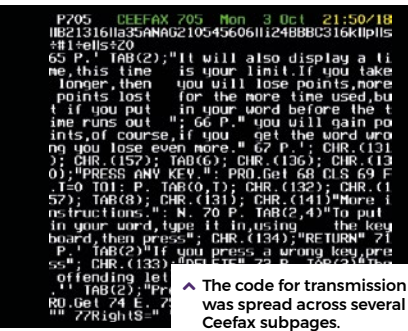 P705 CEEFAX 705 Mon 3 Oct 21:50/18
65 P.' TAB(2);"It will also display a ti
me,this time is your limit.If you take
longer,then you will lose points,more
points lost for the more time used,bu
t if you put in your word before the t
ime runs out ": 66 P." you will gain po
ints,of course,if you get the word wro
ng you lose even more." 67 P.'; CHR.(131
); CHR.(157); TAB(6); CHR.(136); CHR.(13
0);"PRESS ANY KEY.": PRO.Get 68 CLS 69 F
.I=0 TO1: P. TAB(0,T); CHR.(132); CHR.(1
57); TAB(8); CHR.(131); CHR.(141)"More i
nstructions.": N. 70 P. TAB(2,4)"To put
in your word,type it in,using the key
board,then press"; CHR.(134);"RETURN" 71
P.' TAB(2)"If you press a wrong key,pre
ss"; CHR.(133)
offending let
.' TAB(2);"Pr
RO.Get 74 E. 75
"" 77RightS="
^ The code for transmission
was spread across several
Ceefax subpages.